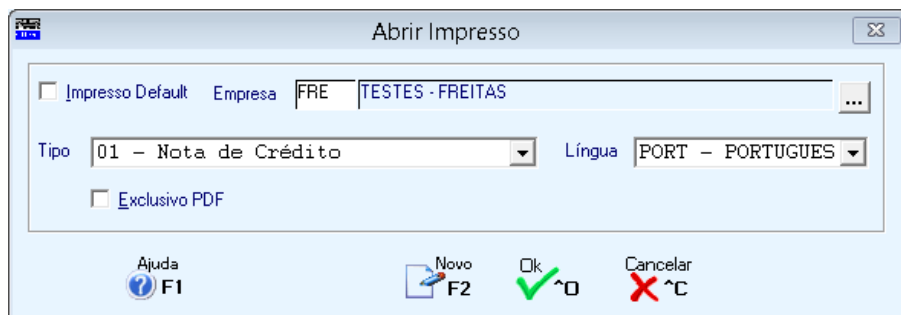 Abrir Impresso
Impresso Default Empresa FRE TESTES - FREITAS ...
Tipo 01 - Nota de Crédito Língua PORT - PORTUGUES
Exclusivo PDF
Ajuda Novo Ok Cancelar
F1 F2 ^O ^C